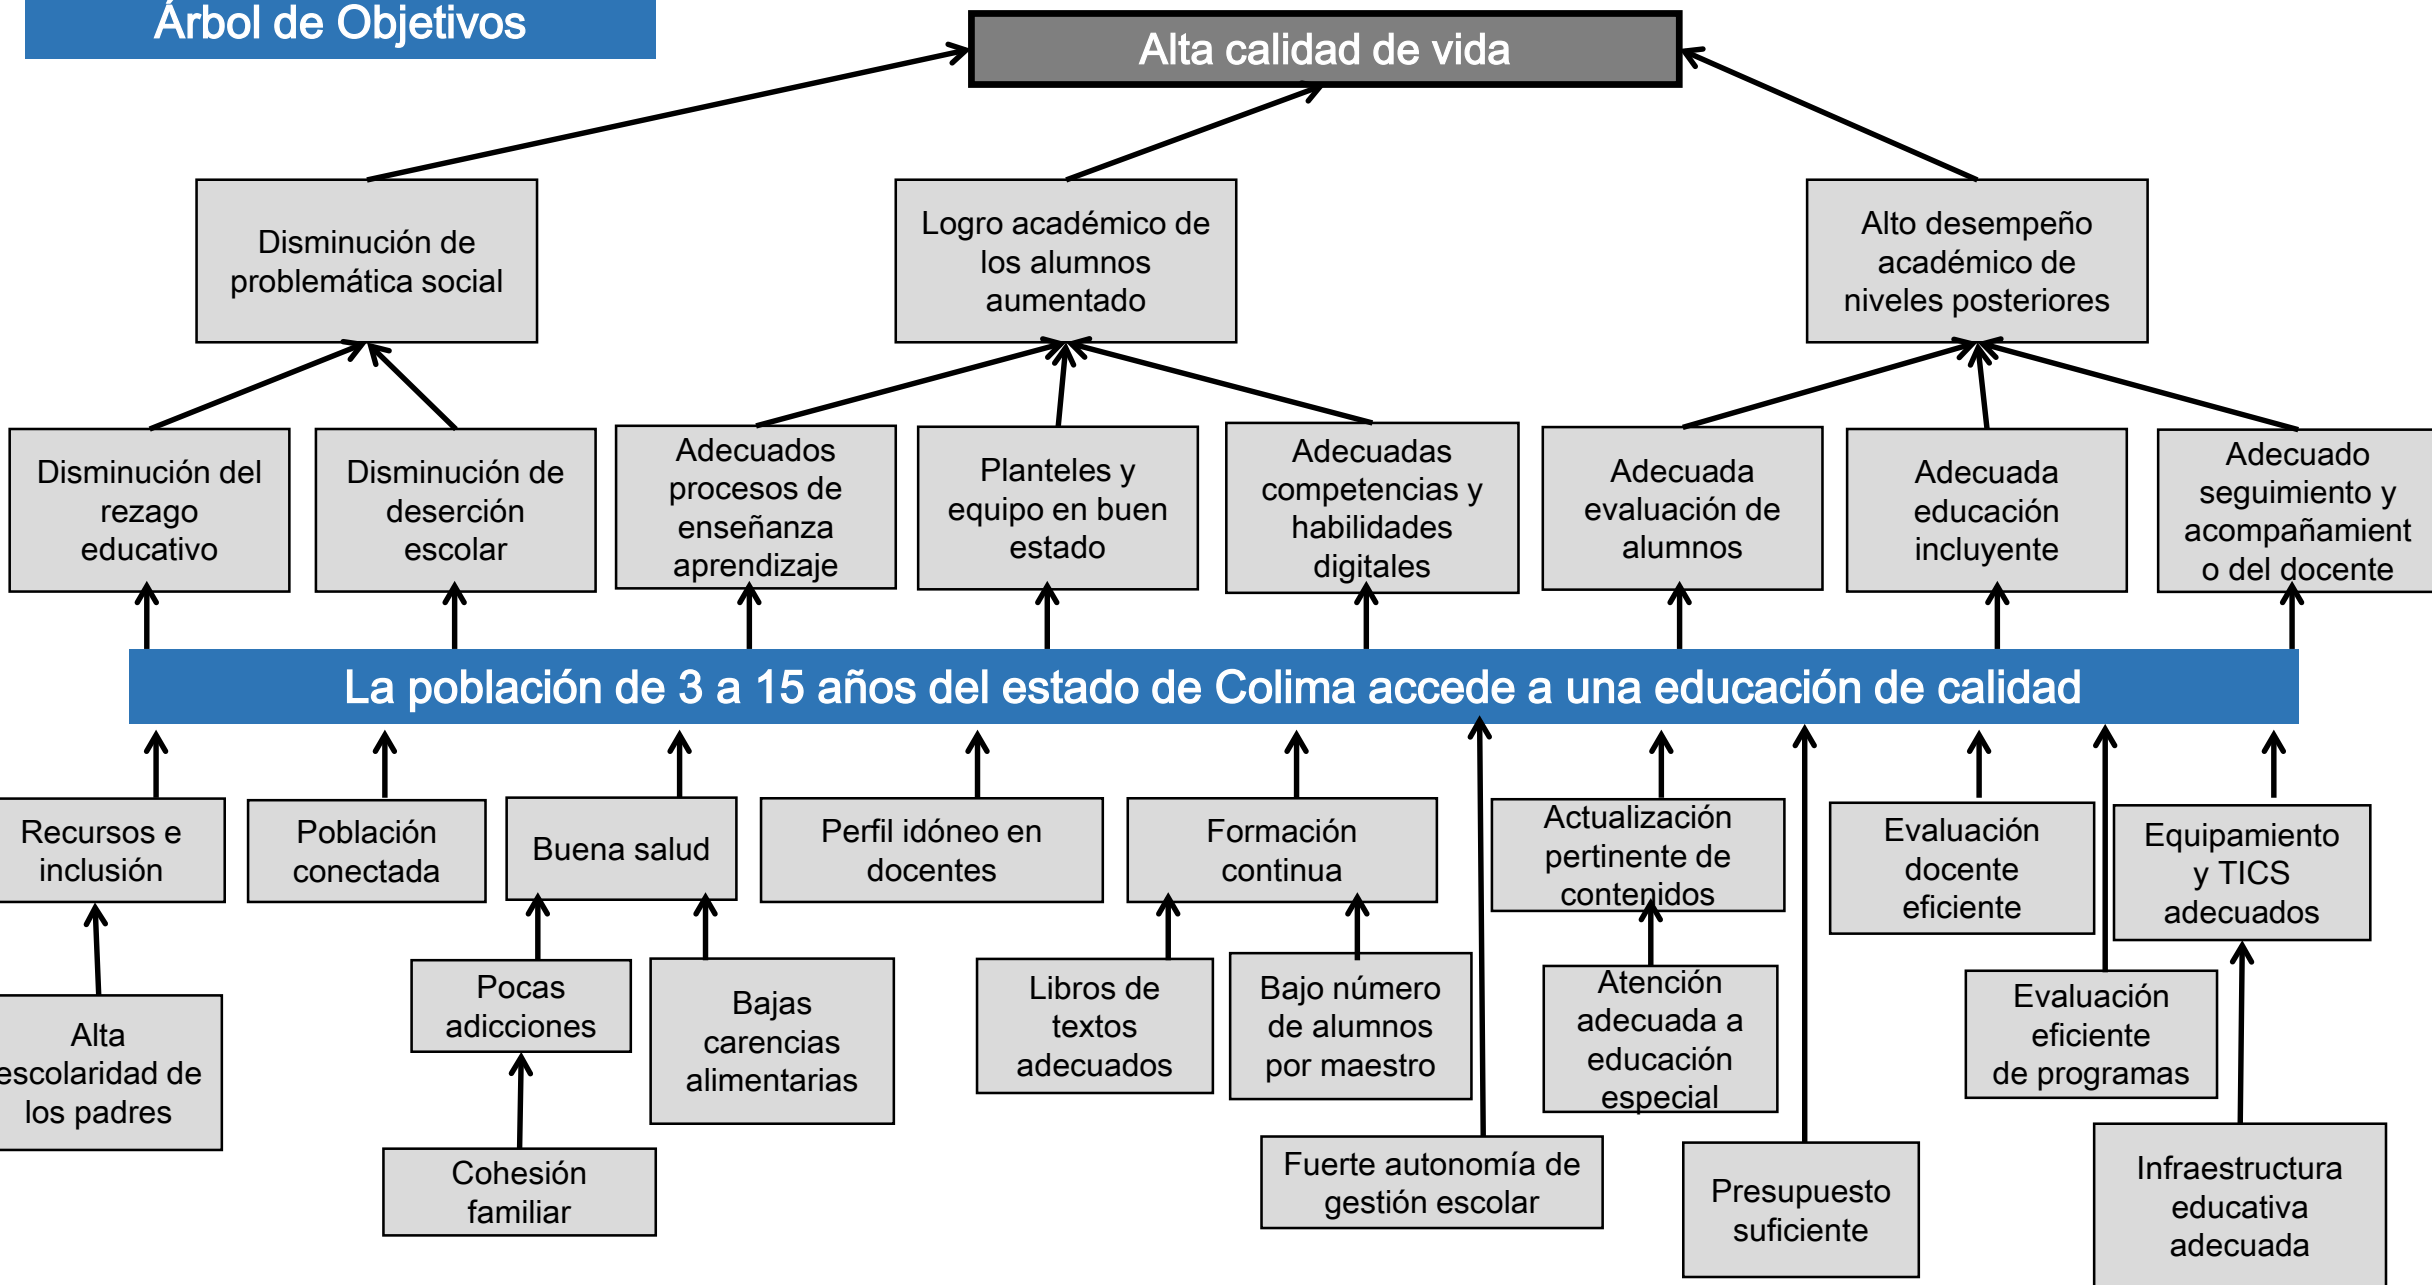 Árbol de Objetivos
Alta calidad de vida
Disminución de
problemática social
Logro académico de
los alumnos
aumentado
Alto desempeño
académico de
niveles posteriores
Disminución del
rezago
educativo
Disminución de
deserción
escolar
Adecuados
procesos de
enseñanza
aprendizaje
Planteles y
equipo en buen
estado
Adecuadas
competencias y
habilidades
digitales
Adecuada
evaluación de
alumnos
Adecuada
educación
incluyente
Adecuado
seguimiento y
acompañamient
o del docente
La población de 3 a 15 años del estado de Colima accede a una educación de calidad
Recursos e
inclusión
Población
conectada
Buena salud
Perfil idóneo en
docentes
Formación
continua
Actualización
pertinente de
contenidos
Evaluación
docente
eficiente
Equipamiento
y TICS
adecuados
Alta
escolaridad de
los padres
Pocas
adicciones
Bajas
carencias
alimentarias
Libros de
textos
adecuados
Bajo número
de alumnos
por maestro
Atención
adecuada a
educación
especial
Evaluación
eficiente
de programas
Cohesión
familiar
Fuerte autonomía de
gestión escolar
Presupuesto
suficiente
Infraestructura
educativa
adecuada